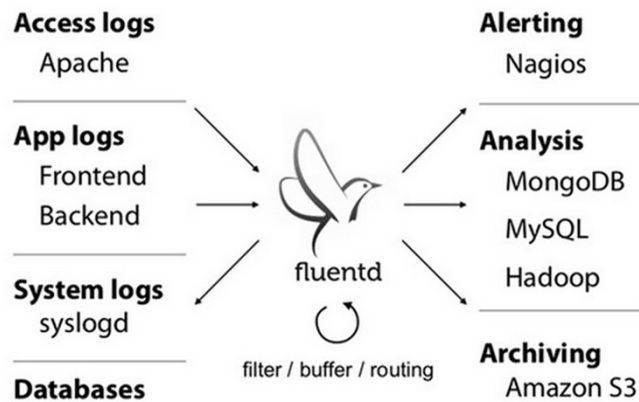 Access logs
Apache
App logs
Frontend
Backend
System logs
syslogd
Databases
fluentd
filter / buffer / routing
Alerting
Nagios
Analysis
MongoDB
MySQL
Hadoop
Archiving
Amazon S3